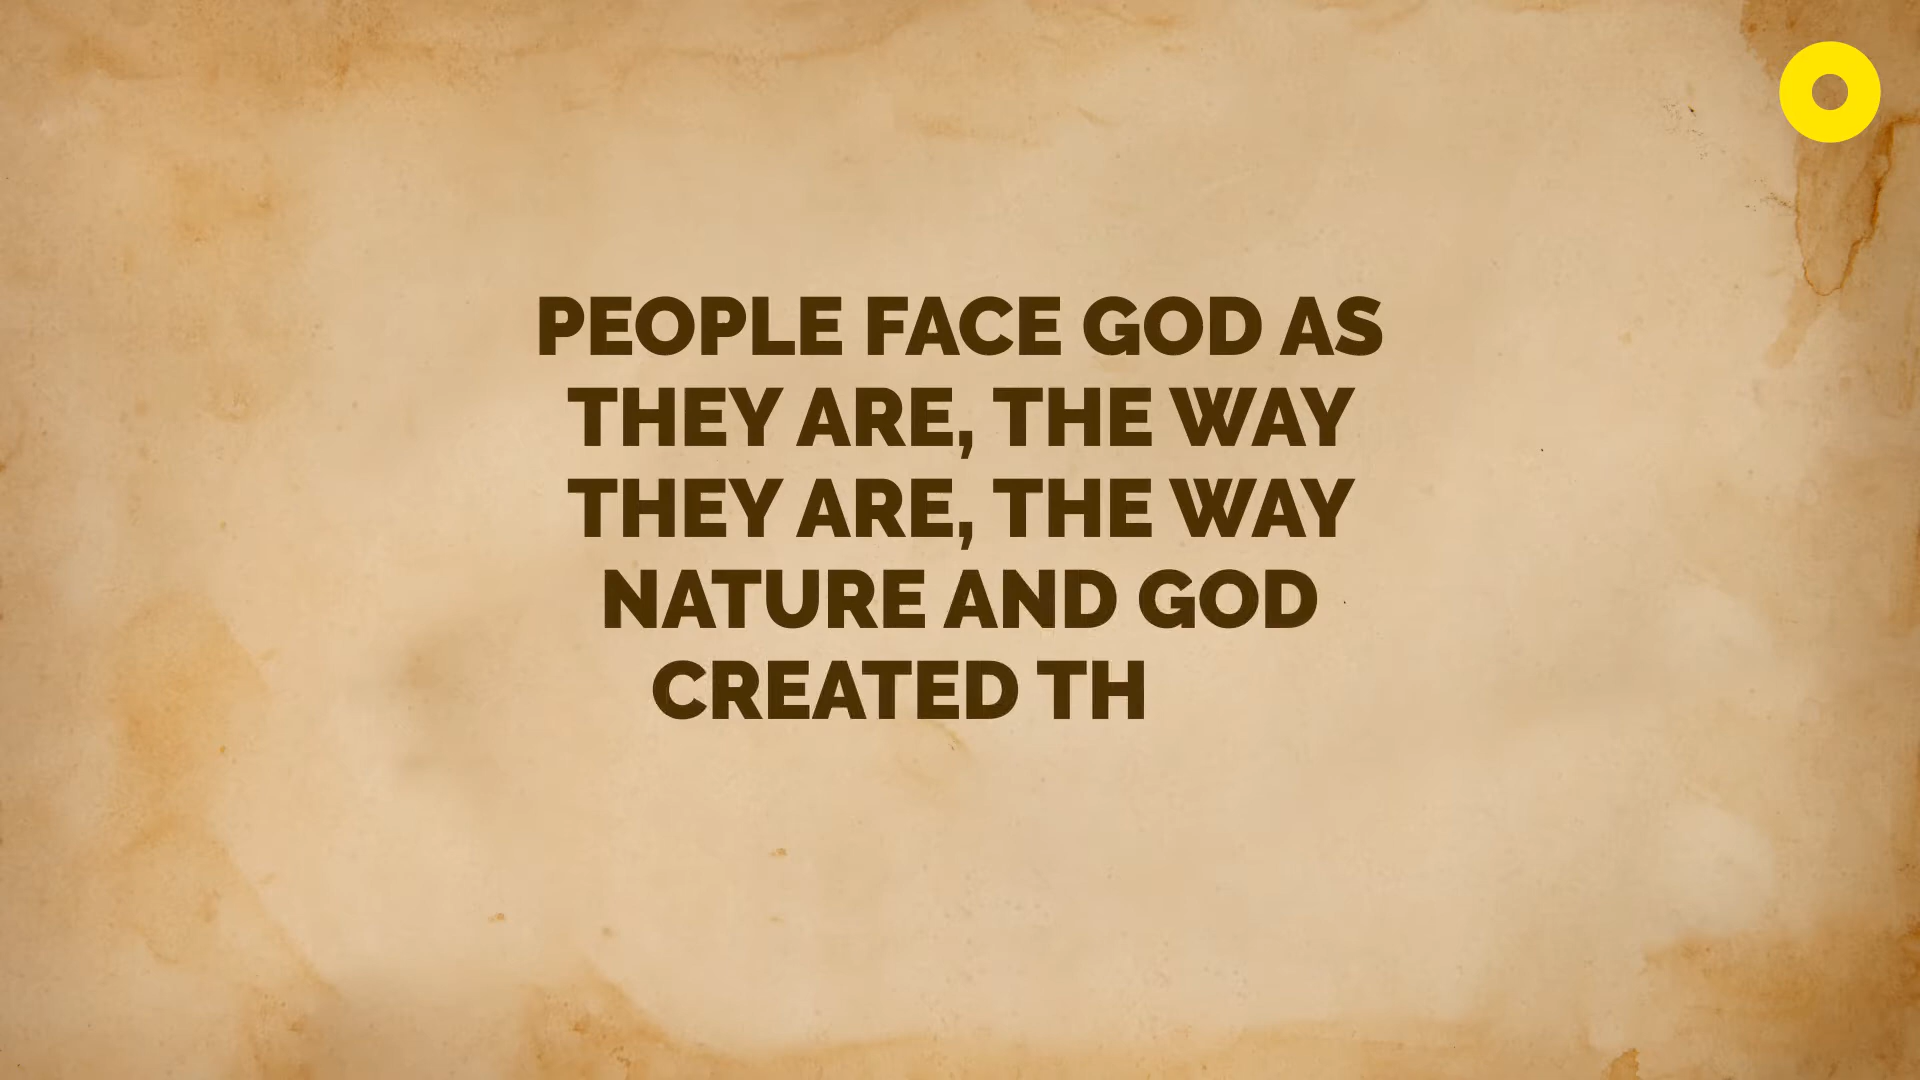 PEOPLE FACE GOD AS
THEY ARE, THE WAY
THEY ARE, THE WAY
NATURE AND GOD
CREATED TH